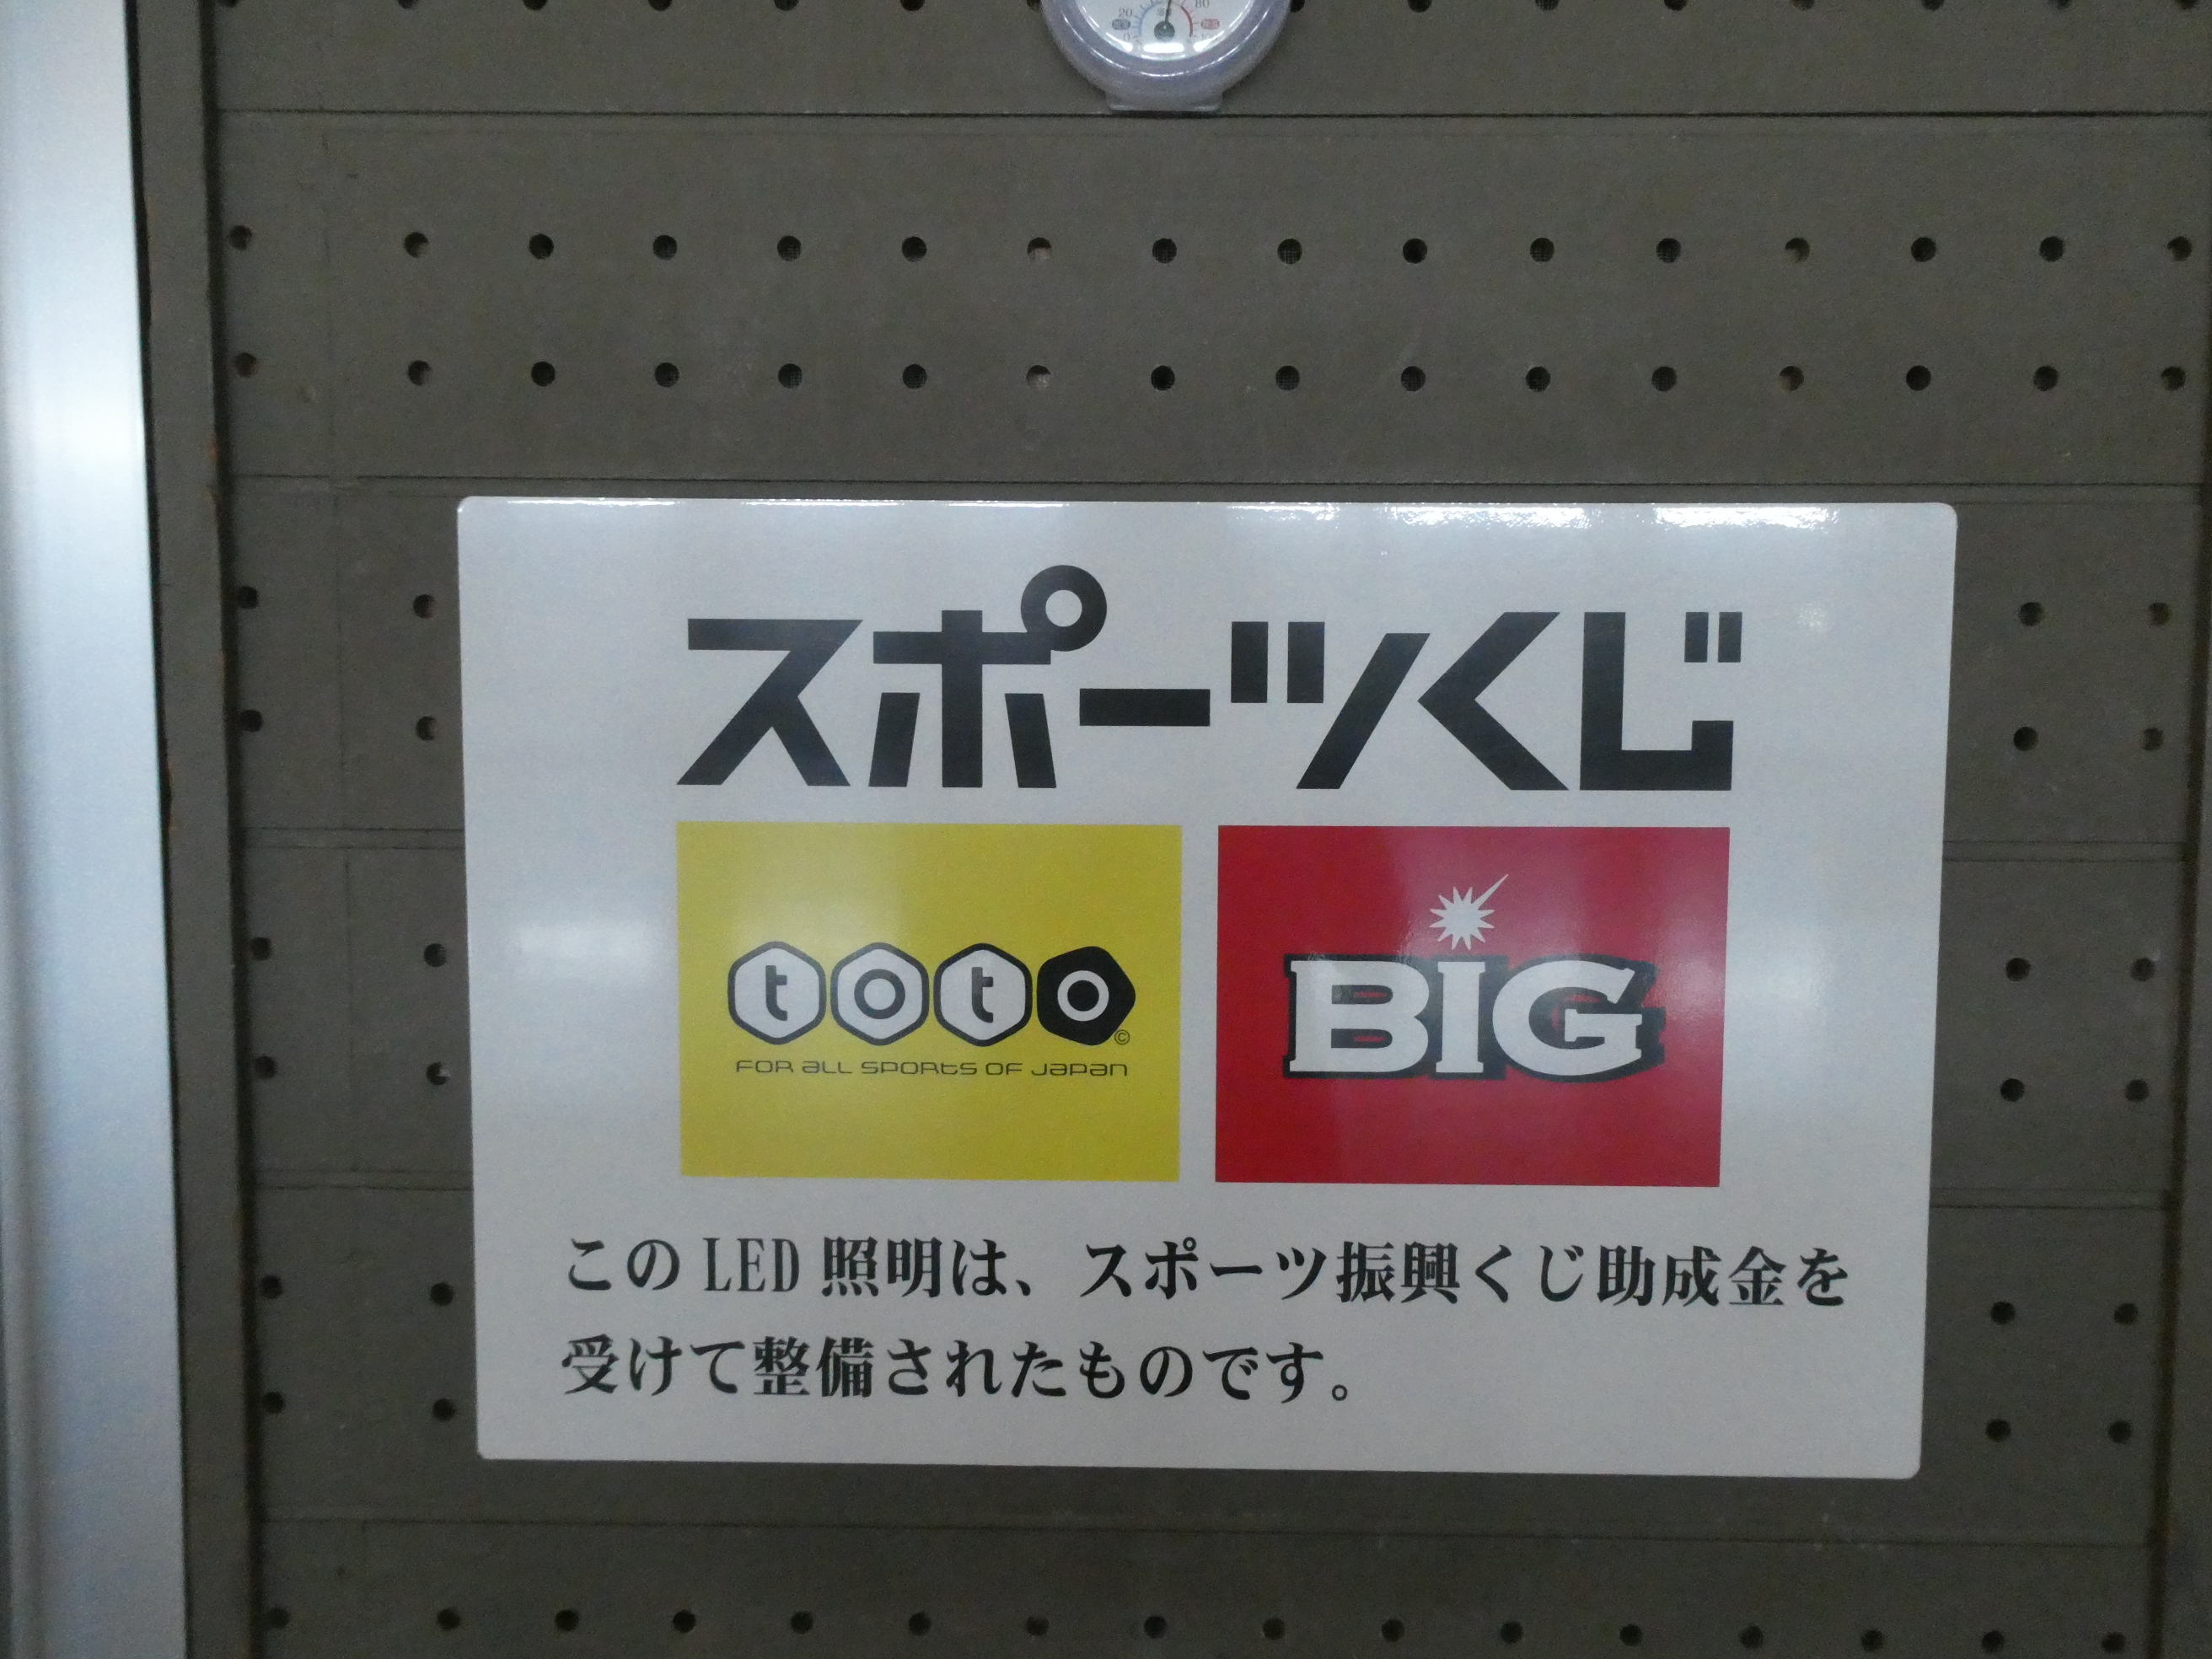 20 80
スポーツくじ
toto BIG
©
FOR ALL SPORTS OF JAPAN
このLED照明は、スポーツ振興くじ助成金を
受けて整備されたものです。